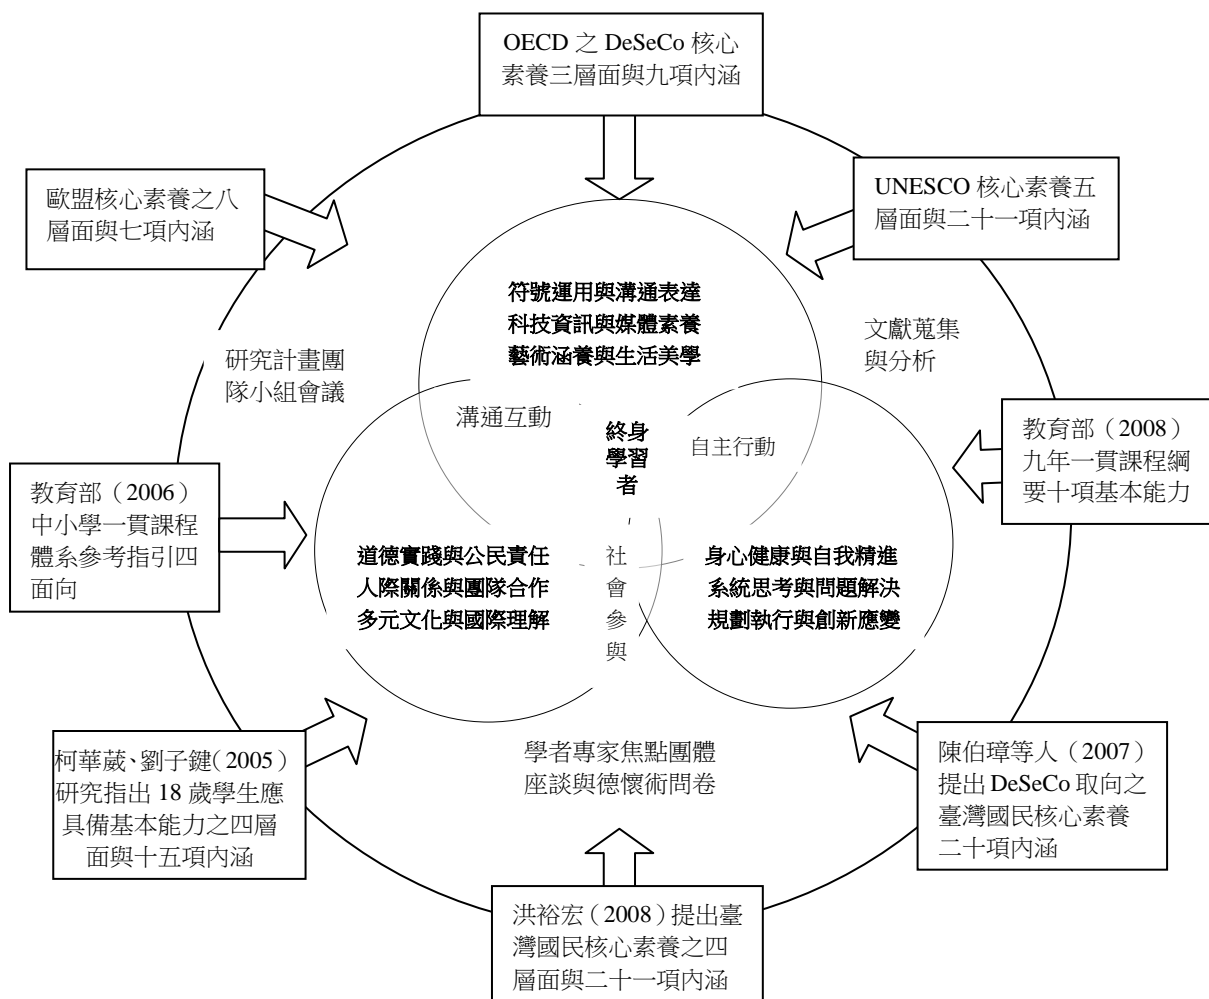 OECD 之 DeSeCo 核心
素養三層面與九項內涵
歐盟核心素養之八
層面與七項內涵
UNESCO 核心素養五
層面與二十一項內涵
符號運用與溝通表達
科技資訊與媒體素養
藝術涵養與生活美學
文獻蒐集
與分析
研究計畫團
隊小組會議
溝通互動
終身
學習
者
自主行動
教育部（2008）
九年一貫課程綱
要十項基本能力
教育部（2006）
中小學一貫課程
體系參考指引四
面向
道德實踐與公民責任
人際關係與團隊合作
多元文化與國際理解
社
會
參
與
身心健康與自我精進
系統思考與問題解決
規劃執行與創新應變
柯華葳、劉子鍵（2005）
研究指出 18 歲學生應
具備基本能力之四層
面與十五項內涵
學者專家焦點團體
座談與德懷術問卷
陳伯璋等人（2007）
提出 DeSeCo 取向之
臺灣國民核心素養
二十項內涵
洪裕宏（2008）提出臺
灣國民核心素養之四
層面與二十一項內涵